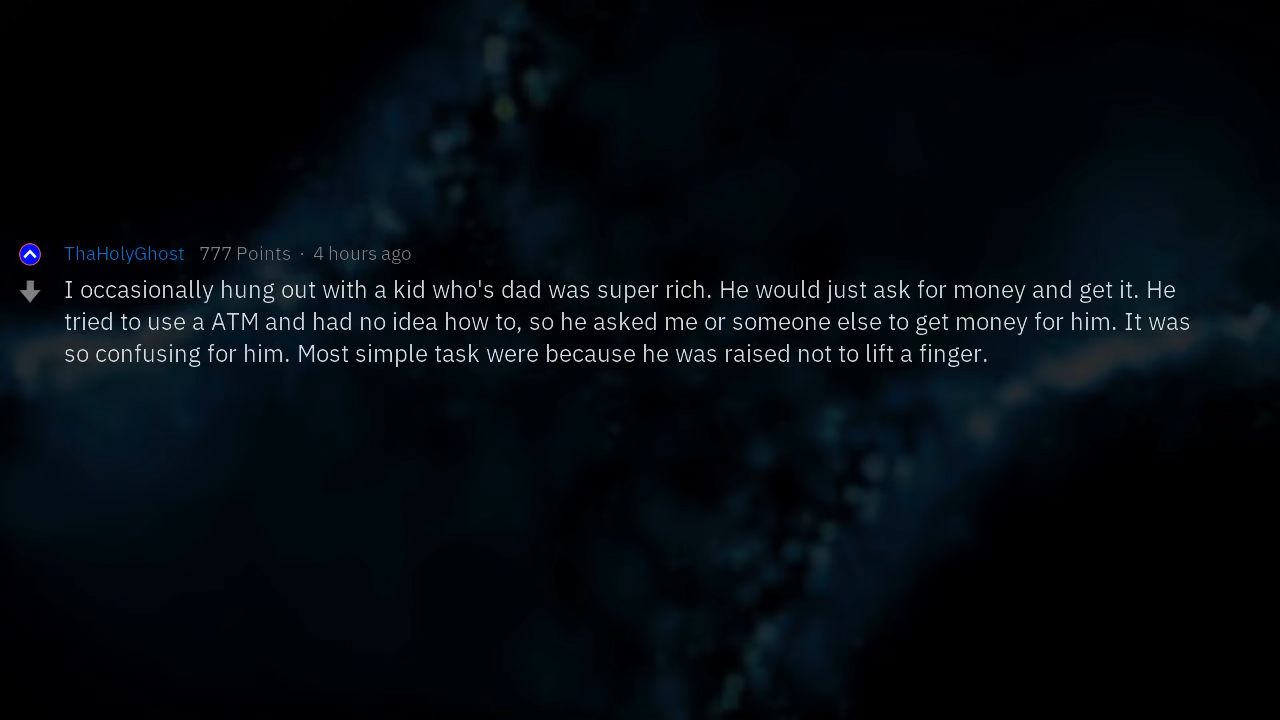 ThaHolyGhost 777 Points · 4 hours ago
I occasionally hung out with a kid who's dad was super rich. He would just ask for money and get it. He
tried to use a ATM and had no idea how to, so he asked me or someone else to get money for him. It was
so confusing for him. Most simple task were because he was raised not to lift a finger.